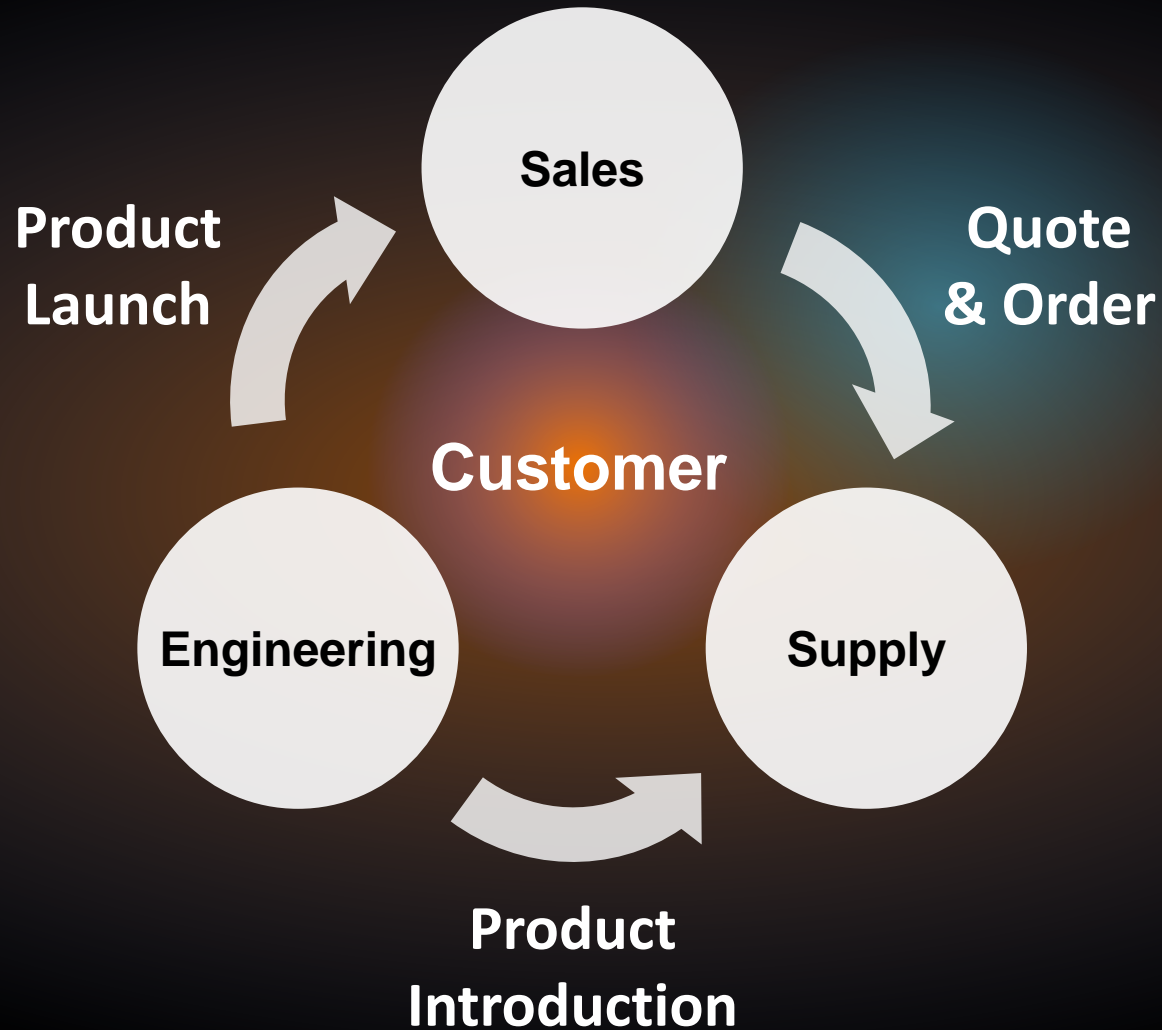 Sales
Product
Launch
Quote
& Order
Customer
Engineering
Supply
Product
Introduction